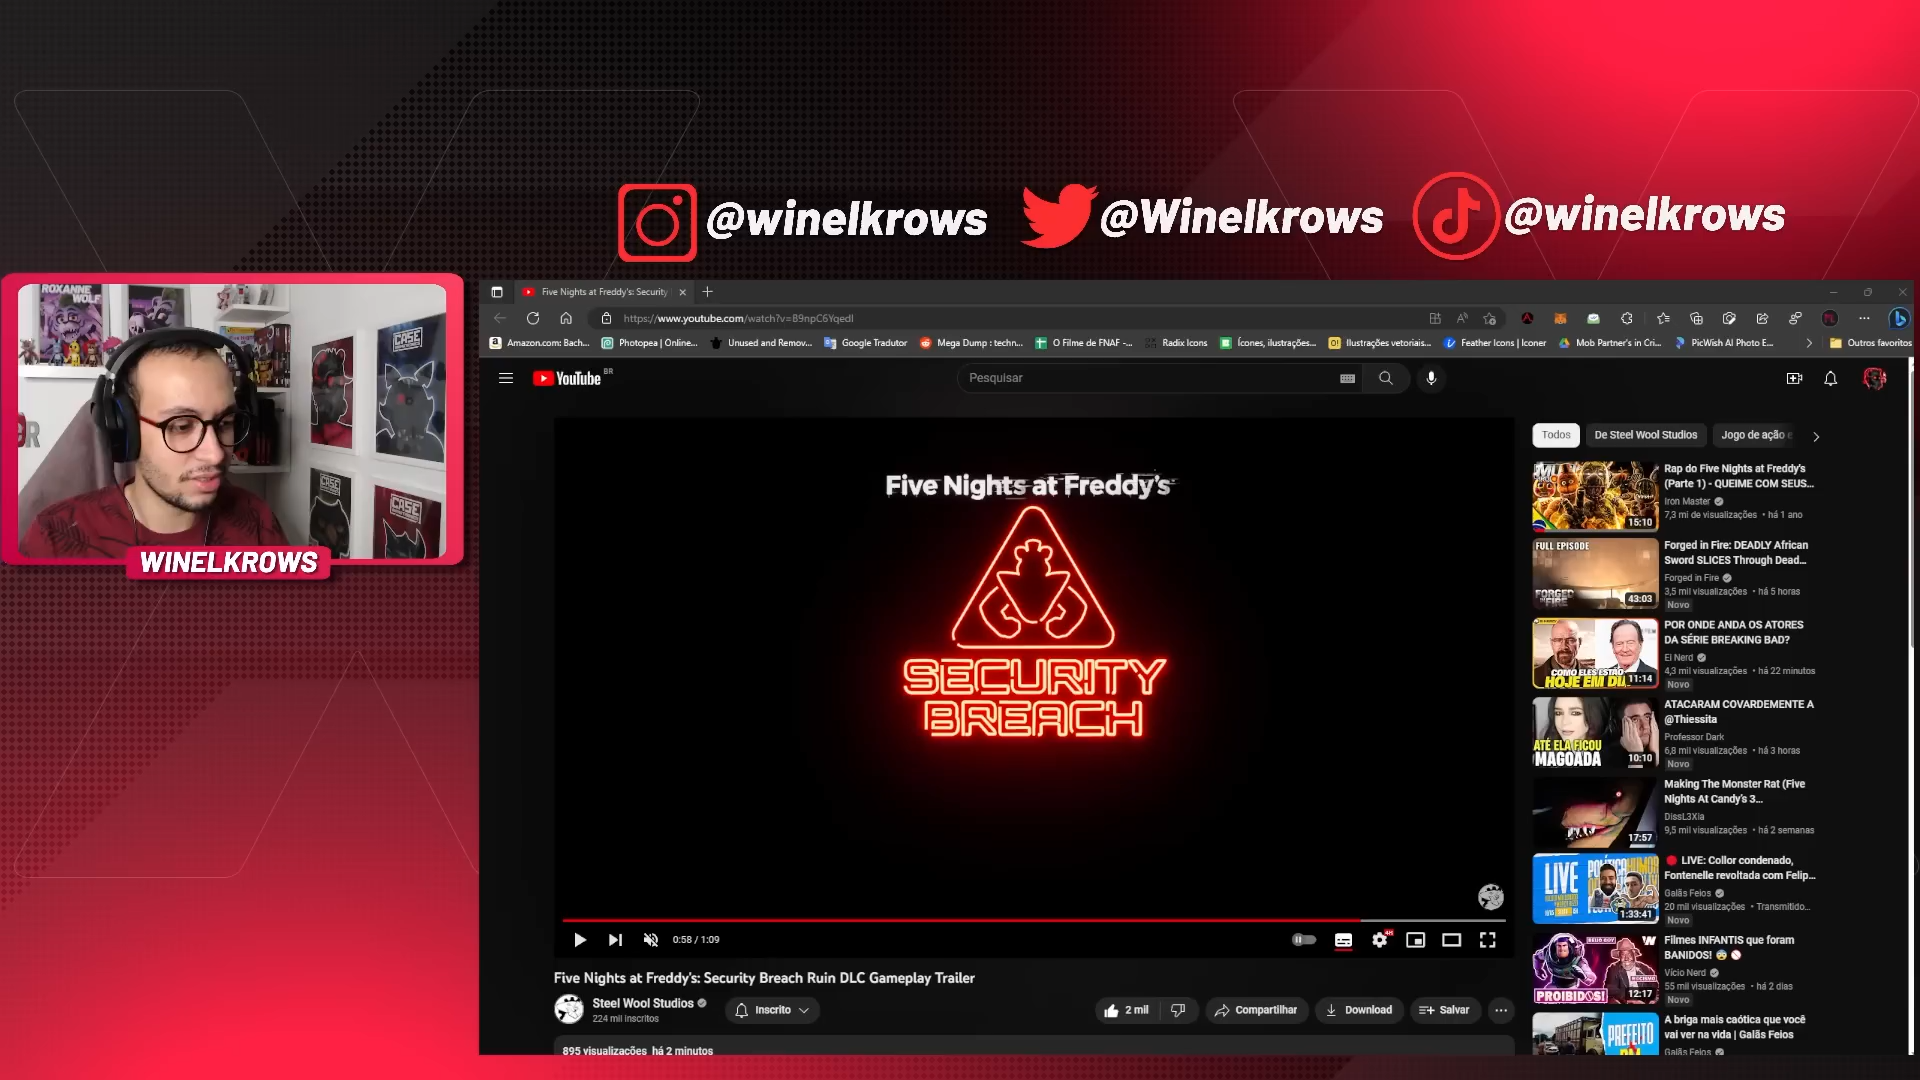 @winelkrows
@Winelkrows
@winelkrows
ROXANNE
WOLF
CASE
CASE
CASE
CASE
WINELKROWS
Five Nights at Freddy's: Security
https://www.youtube.com/watch?v=B9npC6YqedI
Amazon.com: Bach...
Photopea | Online...
Unused and Remov...
Google Tradutor
Mega Dump : techn...
O Filme de FNAF -...
Radix Icons
Ícones, ilustrações...
Ilustrações vetoriais...
Feather Icons | Iconer
Mob Partner's in Cri...
PicWish AI Photo E...
Outros favoritos
YouTube BR
Pesquisar
Five Nights at Freddy's
SECURITY
BREACH
0:58 / 1:09
Five Nights at Freddy's: Security Breach Ruin DLC Gameplay Trailer
Steel Wool Studios
224 mil inscritos
Inscrito
2 mil
Compartilhar
Download
Salvar
895 visualizações há 2 minutos
Todos
De Steel Wool Studios
Jogo de ação e
15:10
Rap do Five Nights at Freddy's
(Parte 1) - QUEIME COM SEUS...
Iron Master
7,3 mi de visualizações • há 1 ano
FULL EPISODE
FORGED
FIRE
43:03
Forged in Fire: DEADLY African
Sword SLICES Through Dead...
Forged in Fire
3,5 mil visualizações • há 5 horas
Novo
COMO ELES ESTÃO
HOJE EM DIA
11:14
POR ONDE ANDA OS ATORES
DA SÉRIE BREAKING BAD?
Ei Nerd
4,3 mil visualizações • há 22 minutos
Novo
ATÉ ELA FICOU
MAGOADA
10:10
ATACARAM COVARDEMENTE A
@Thiessita
Professor Dark
6,8 mil visualizações • há 3 horas
Novo
17:57
Making The Monster Rat (Five
Nights At Candy's 3...
DissL3Xia
9,5 mil visualizações • há 2 semanas
LIVE
1:33:41
LIVE: Collor condenado,
Fontenelle revoltada com Felip...
Galãs Feios
20 mil visualizações • Transmitido...
Novo
PROIBIDOS!
12:17
Filmes INFANTIS que foram
BANIDOS! 😨🚫
Vício Nerd
55 mil visualizações • há 2 dias
Novo
PREFEITO
A briga mais caótica que você
vai ver na vida | Galãs Feios
Galãs Feios